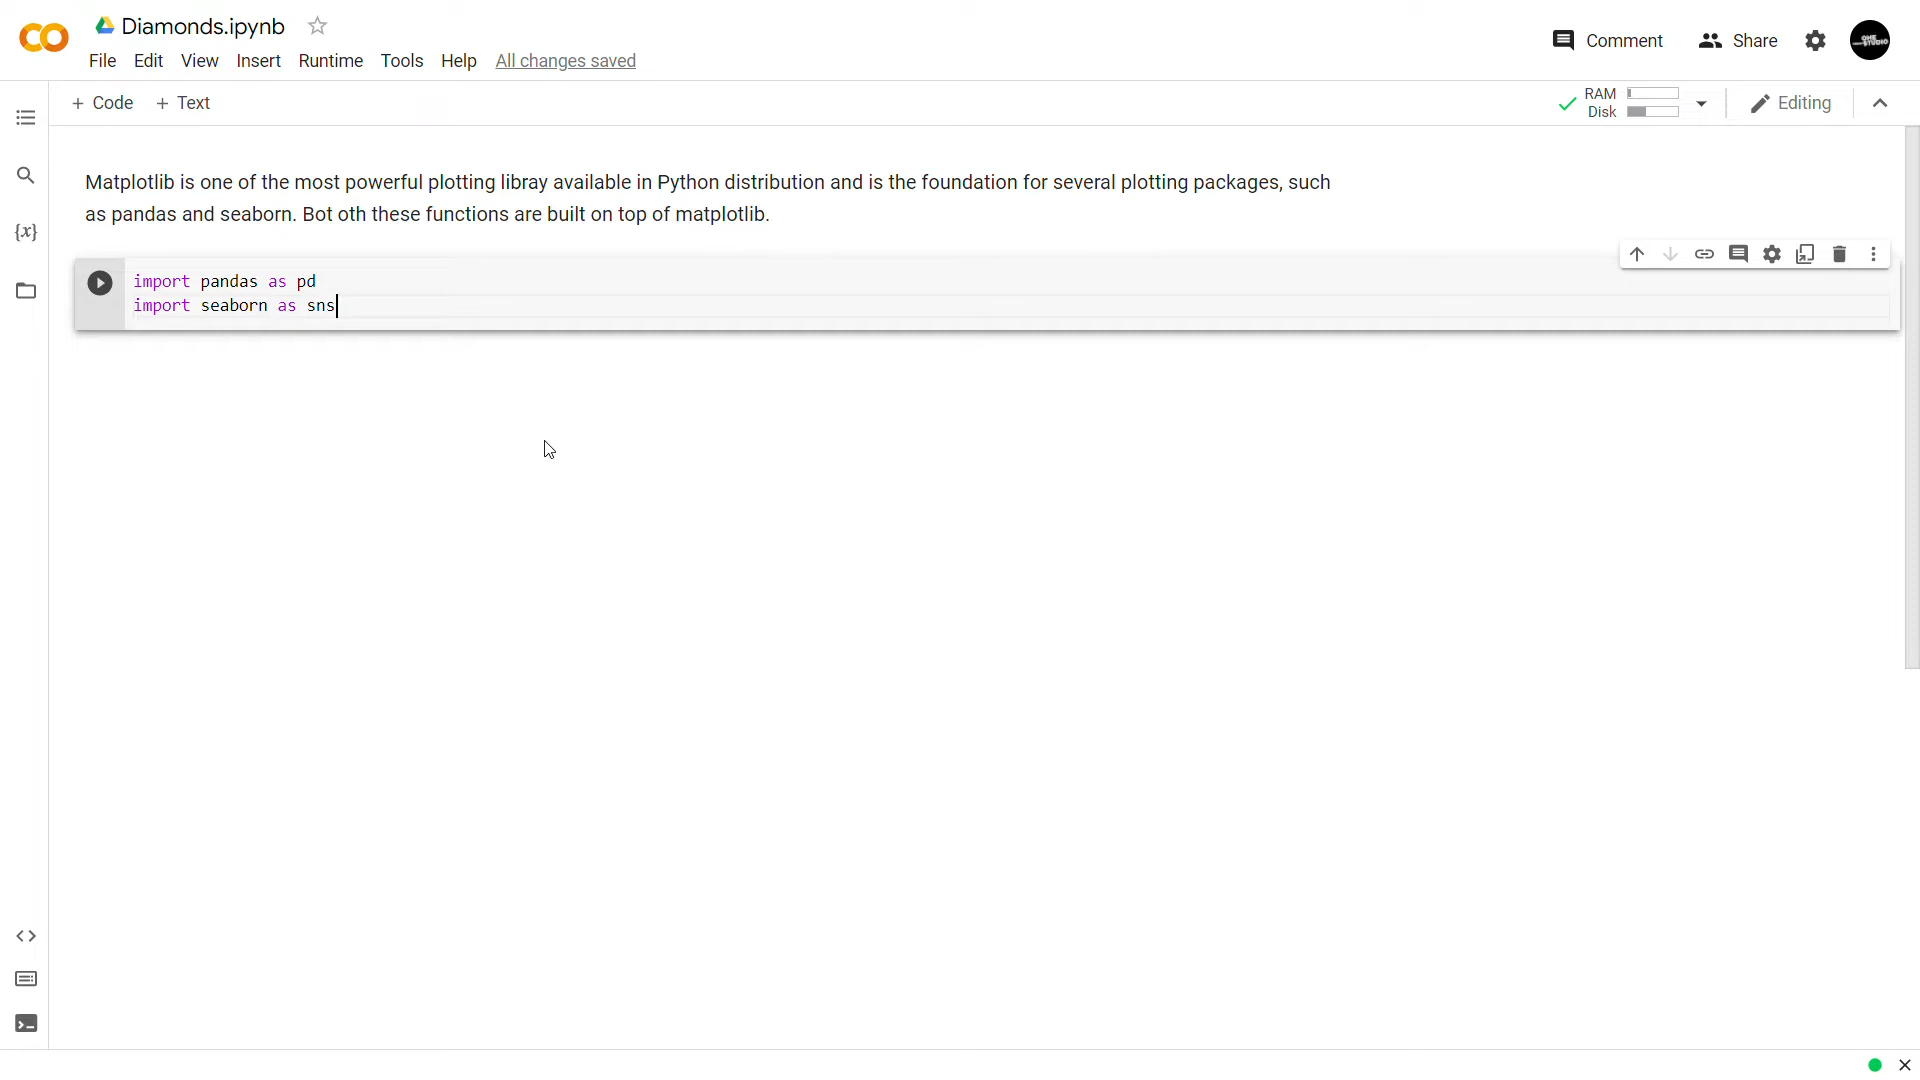 Diamonds.ipynb
Comment
Share
File Edit View Insert Runtime Tools Help All changes saved
+ Code + Text
RAM
Disk
Editing
{x}
Matplotlib is one of the most powerful plotting libray available in Python distribution and is the foundation for several plotting packages, such
as pandas and seaborn. Bot oth these functions are built on top of matplotlib.
import pandas as pd
import seaborn as sns